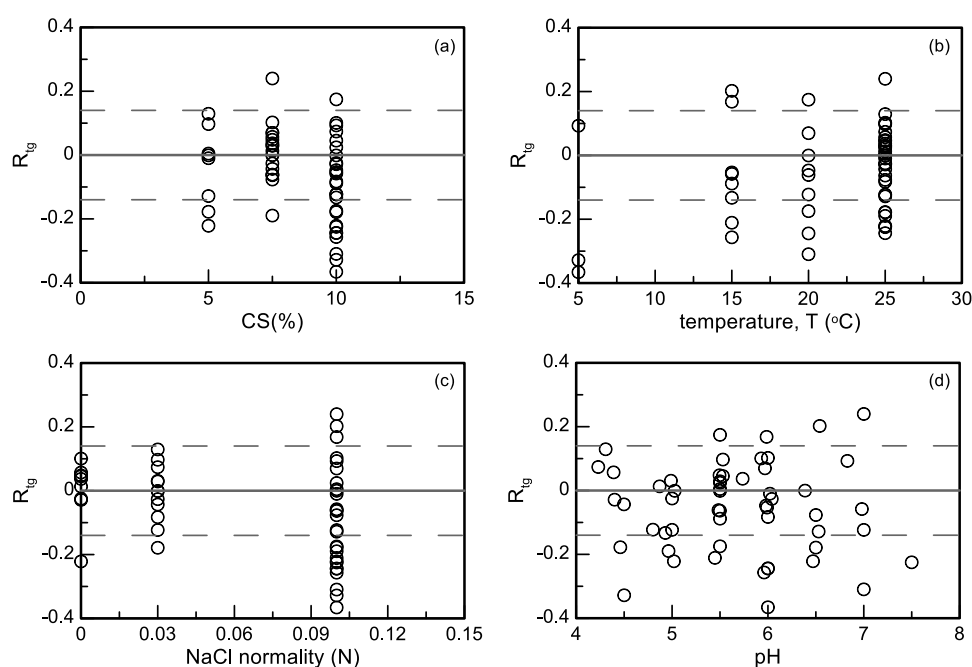 0.4
0.2
0
-0.2
-0.4
R_tg
(a)
0 5 10 15
CS(%)
0.4
0.2
0
-0.2
-0.4
R_tg
(b)
5 10 15 20 25 30
temperature, T (°C)
0.4
0.2
0
-0.2
-0.4
R_tg
(c)
0 0.03 0.06 0.09 0.12 0.15
NaCl normality (N)
0.4
0.2
0
-0.2
-0.4
R_tg
(d)
4 5 6 7 8
pH